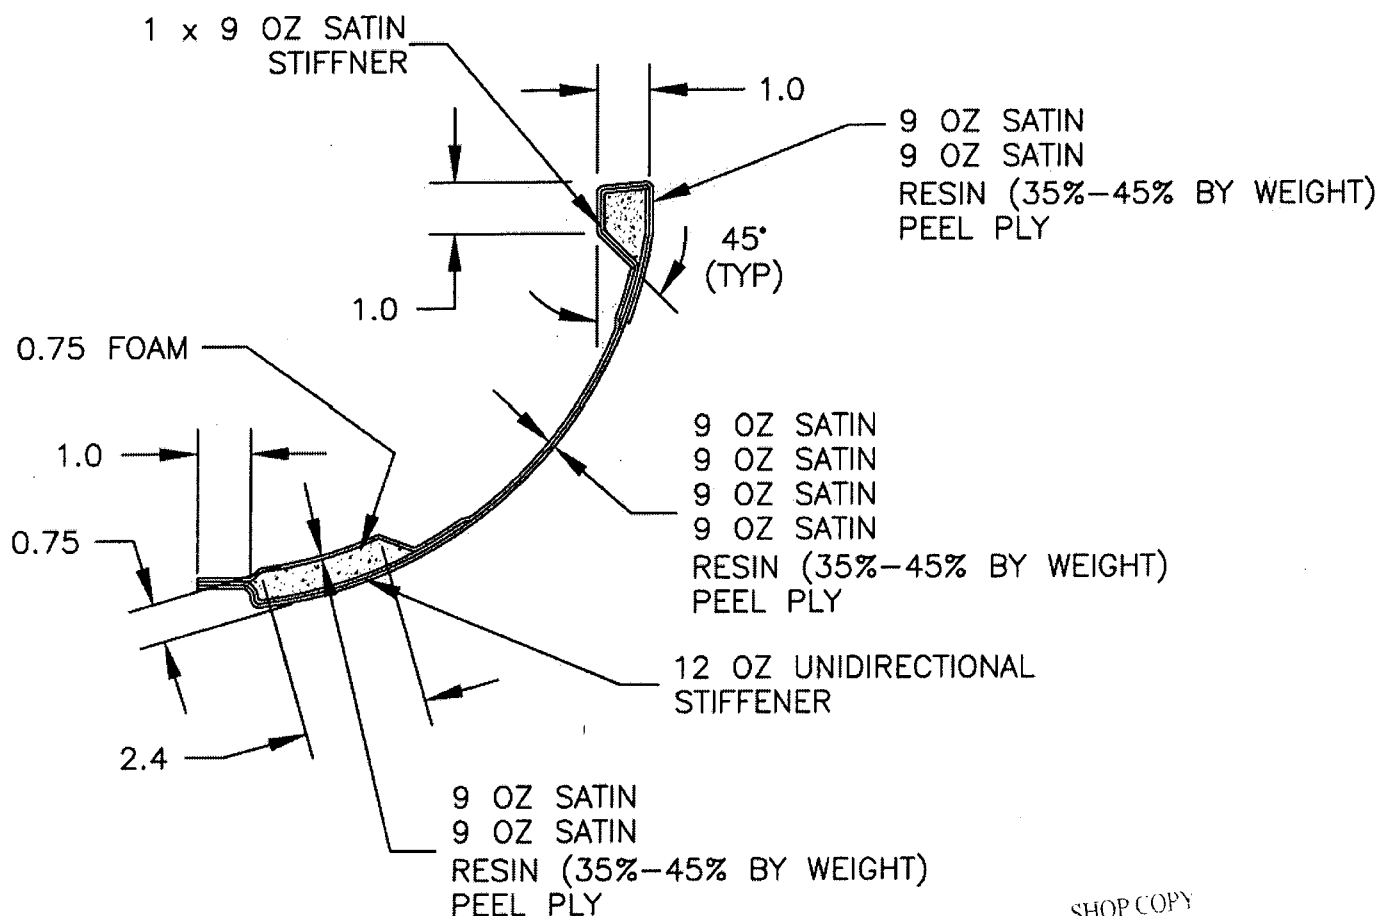 1 x 9 OZ SATIN
STIFFNER
1.0
9 OZ SATIN
9 OZ SATIN
RESIN (35%-45% BY WEIGHT)
PEEL PLY
45°
(TYP)
1.0
0.75 FOAM
1.0
9 OZ SATIN
9 OZ SATIN
9 OZ SATIN
9 OZ SATIN
RESIN (35%-45% BY WEIGHT)
PEEL PLY
0.75
12 OZ UNIDIRECTIONAL
STIFFENER
2.4
9 OZ SATIN
9 OZ SATIN
RESIN (35%-45% BY WEIGHT)
PEEL PLY
SHOP COPY